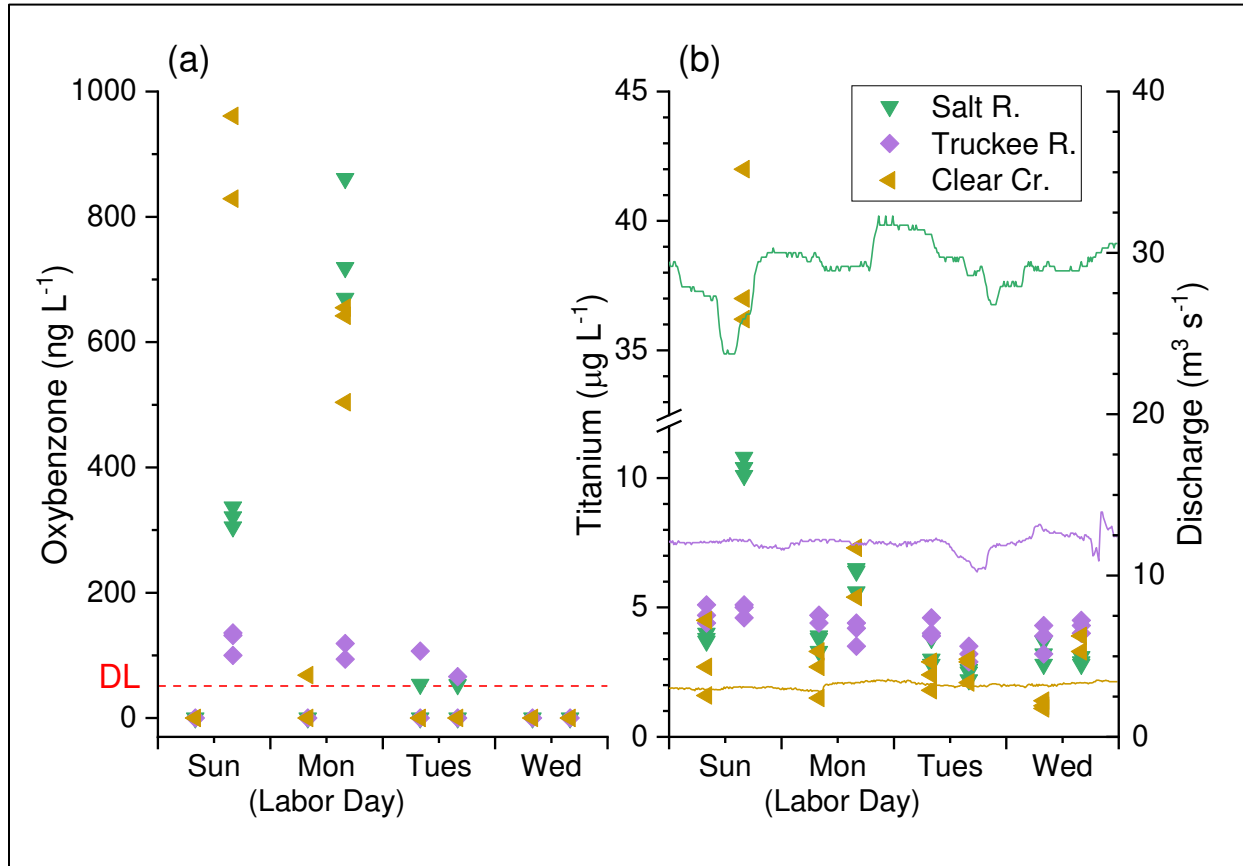 (a)
Oxybenzone (ng L-1)
1000
800
600
400
200
0
DL
Sun Mon Tues Wed
(Labor Day)
(b)
Titanium (μg L-1)
45
40
35
10
5
0
Salt R.
Truckee R.
Clear Cr.
40
30
20
10
0
Discharge (m3 s-1)
Sun Mon Tues Wed
(Labor Day)